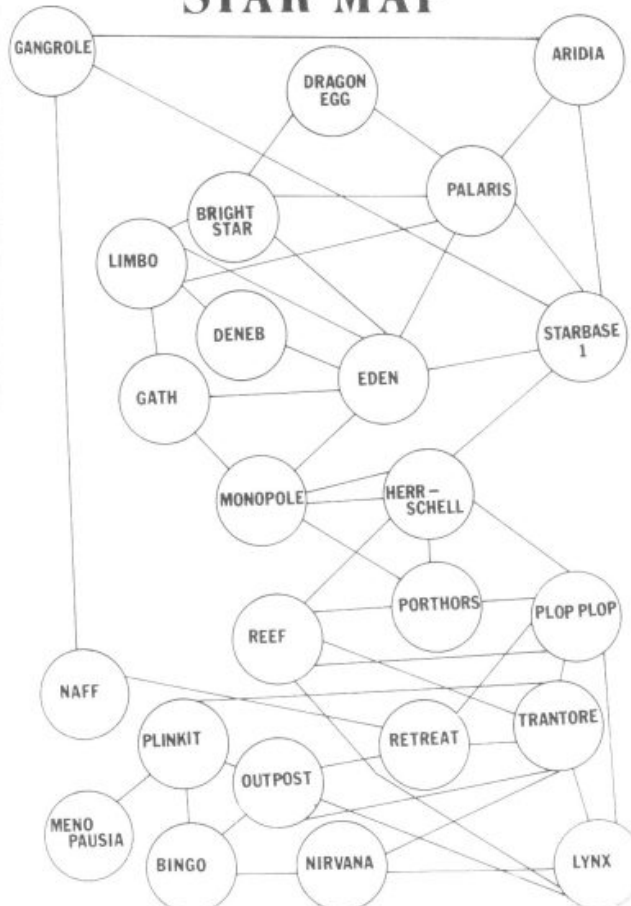 STAR MAP
GANGROLE
ARIDIA
DRAGON
EGG
PALARIS
BRIGHT
STAR
LIMBO
DENEB
STARBASE
1
EDEN
GATH
MONOPOLE
HERR-
SCHELL
PORTHORS
PLOP PLOP
REEF
NAFF
TRANTORE
PLINKIT
RETREAT
OUTPOST
MENO
PAUSIA
BINGO
NIRVANA
LYNX